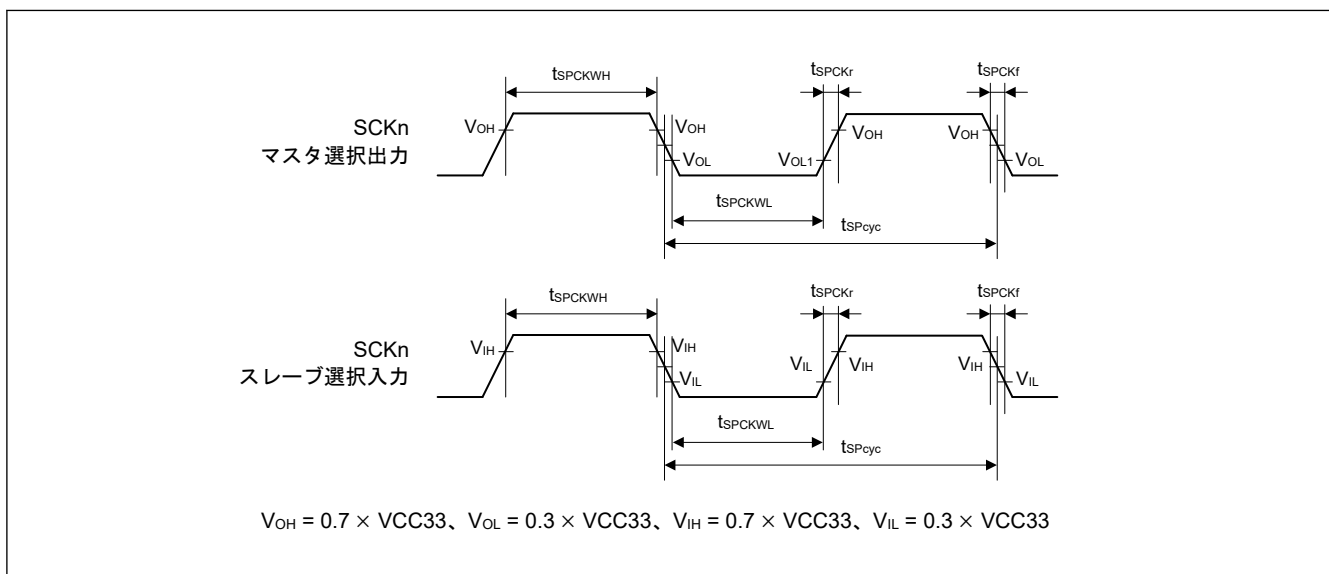 tSPCKWH
tSPCKr
tSPCKf
SCKn
マスタ選択出力
VOH
VOH
VOL
VOL1
VOH
VOH
VOL
tSPCKWL
tSPcyc
tSPCKWH
tSPCKr
tSPCKf
SCKn
スレーブ選択入力
VIH
VIH
VIL
VIL
VIH
VIH
VIL
tSPCKWL
tSPcyc
VOH = 0.7 × VCC33、VOL = 0.3 × VCC33、VIH = 0.7 × VCC33、VIL = 0.3 × VCC33